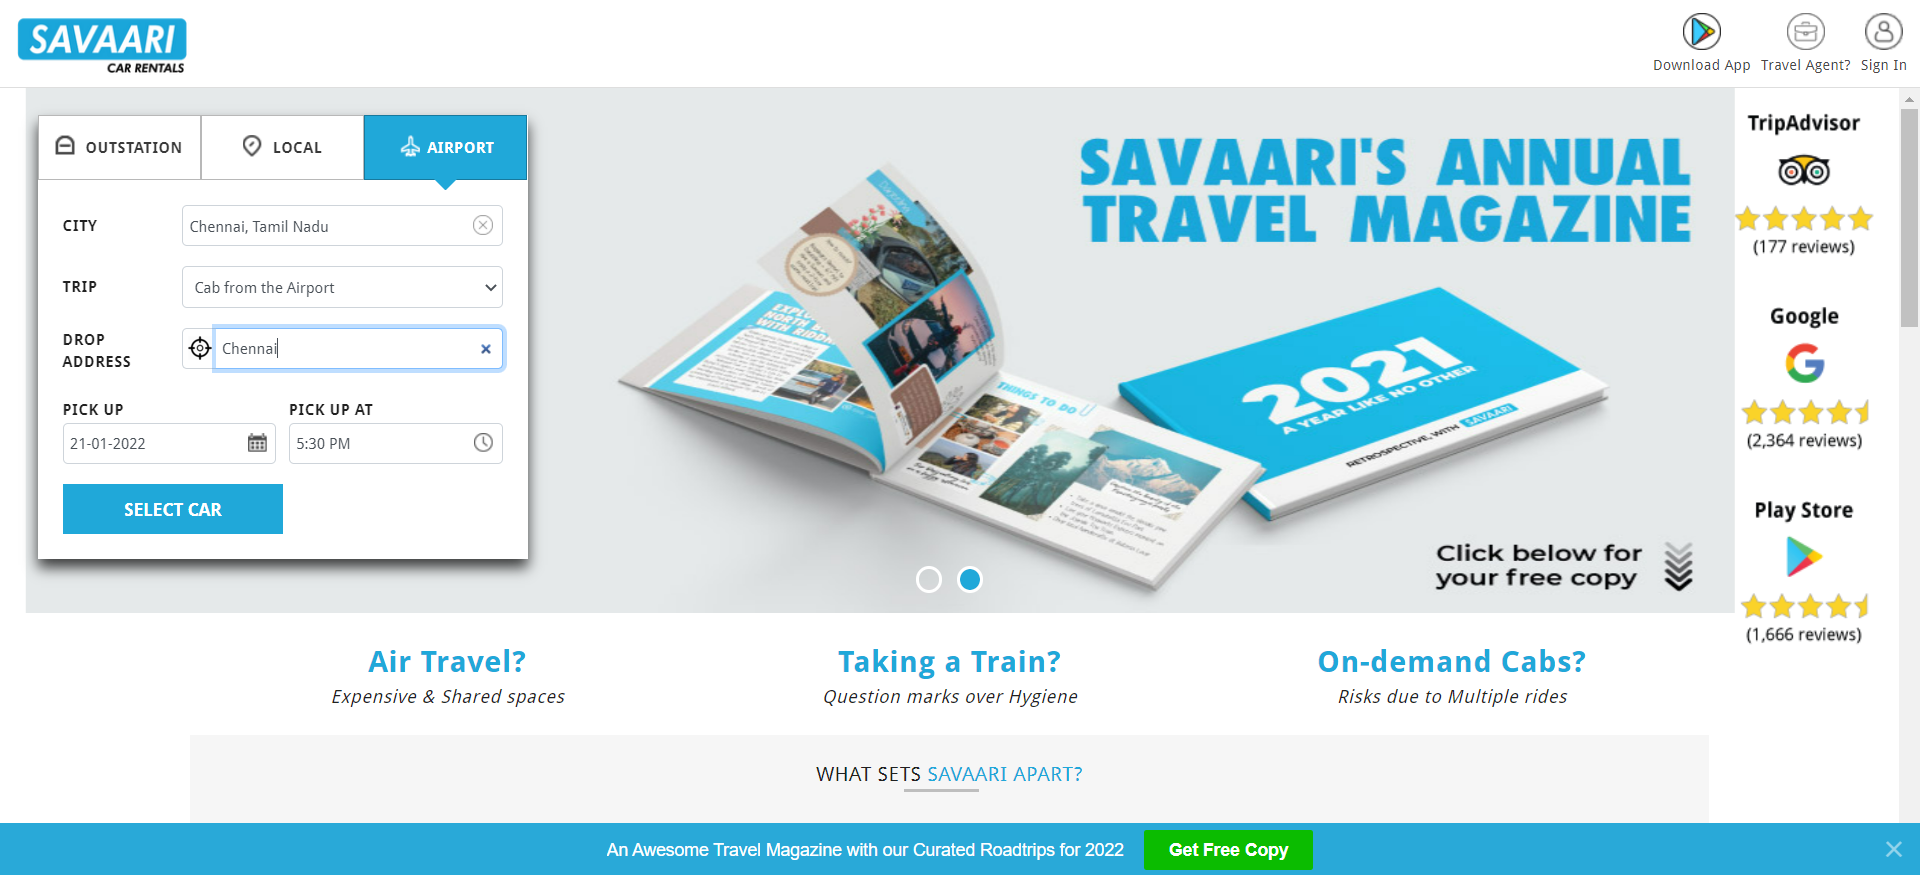 SAVAARI
CAR RENTALS
Download App
Travel Agent?
Sign In
OUTSTATION
LOCAL
AIRPORT
CITY
Chennai, Tamil Nadu
TRIP
Cab from the Airport
DROP
ADDRESS
Chennai
PICK UP
PICK UP AT
21-01-2022
5:30 PM
SELECT CAR
SAVAARI'S ANNUAL
TRAVEL MAGAZINE
THINGS TO DO
2021
A YEAR LIKE NO OTHER
RETROSPECTIVE, WITH SAVAARI
Click below for
your free copy
TripAdvisor
(177 reviews)
Google
(2,364 reviews)
Play Store
(1,666 reviews)
Air Travel?
Expensive & Shared spaces
Taking a Train?
Question marks over Hygiene
On-demand Cabs?
Risks due to Multiple rides
WHAT SETS SAVAARI APART?
An Awesome Travel Magazine with our Curated Roadtrips for 2022
Get Free Copy